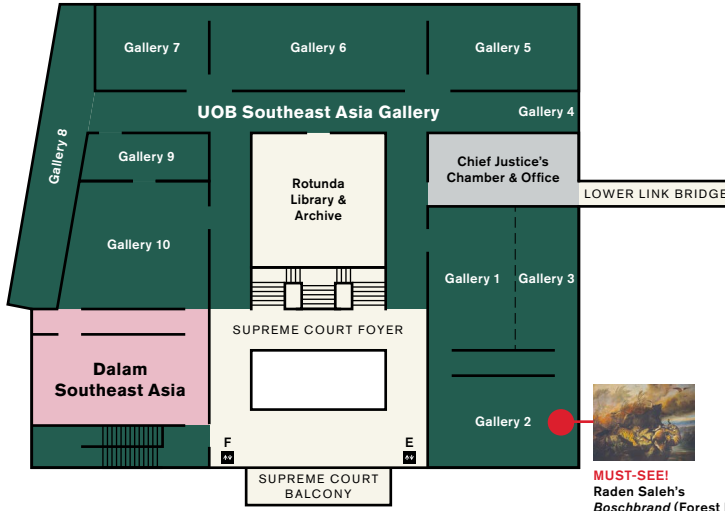 Gallery 7
Gallery 6
Gallery 5
UOB Southeast Asia Gallery
Gallery 4
Gallery 8
Gallery 9
Chief Justice's
Chamber & Office
Rotunda
Library &
Archive
LOWER LINK BRIDGE
Gallery 10
Gallery 1
Gallery 3
SUPREME COURT FOYER
Dalam
Southeast Asia
Gallery 2
F
E
SUPREME COURT
BALCONY
MUST-SEE!
Raden Saleh's
Boschbrand (Forest